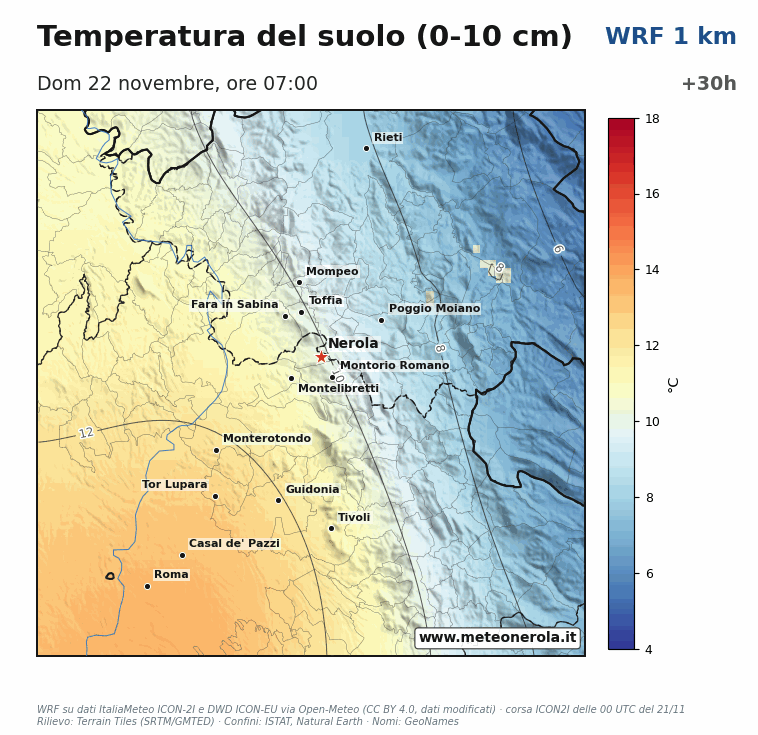 Temperatura del suolo (0-10 cm)
WRF 1 km
Dom 22 novembre, ore 07:00
+30h
Rieti
Mompeo
Toffia
Fara in Sabina
Poggio Moiano
Nerola
Montorio Romano
Montelibretti
Monterotondo
Tor Lupara
Guidonia
Tivoli
Casal de' Pazzi
Roma
12
8
8
6
www.meteonerola.it
18
16
14
12
10
8
6
4
°C
WRF su dati ItaliaMeteo ICON-2I e DWD ICON-EU via Open-Meteo (CC BY 4.0, dati modificati) · corsa ICON2I delle 00 UTC del 21/11
Rilievo: Terrain Tiles (SRTM/GMTED) · Confini: ISTAT, Natural Earth · Nomi: GeoNames